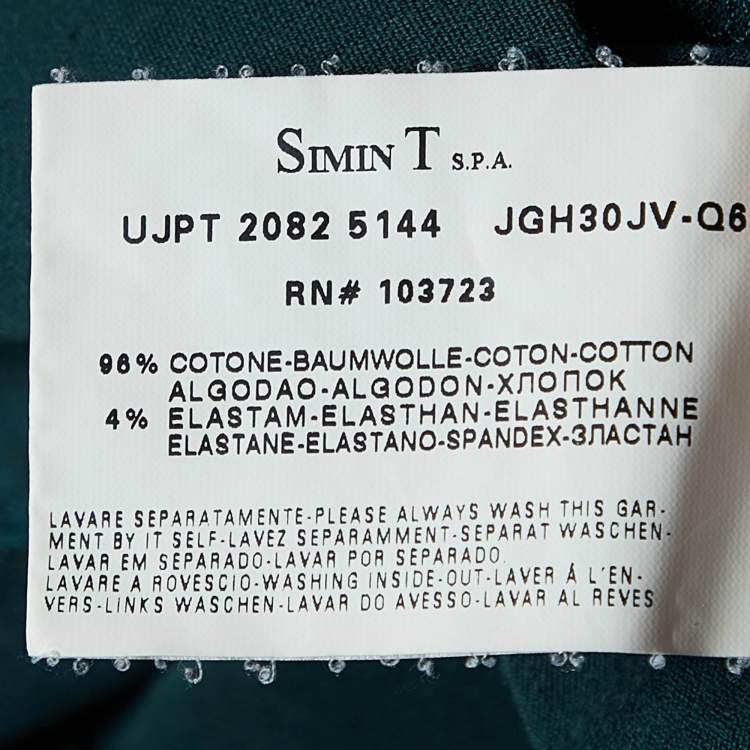 SIMIN T S.P.A.
UJPT 2082 5144 JGH30JV-Q6
RN# 103723
96% COTONE-BAUMWOLLE-COTON-COTTON
ALGODAO-ALGODON-ХЛОПОК
4% ELASTAM-ELASTHAN-ELASTHANNE
ELASTANE-ELASTANO-SPANDEX-ЗЛАСТАН
LAVARE SEPARATAMENTE-PLEASE ALWAYS WASH THIS GAR-
MENT BY IT SELF-LAVEZ SEPARAMMENT-SEPARAT WASCHEN-
LAVAR EM SEPARADO-LAVAR POR SEPARADO.
LAVARE A ROVESCIO-WASHING INSIDE-OUT-LAVER Á L'EN-
VERS-LINKS WASCHEN-LAVAR DO AVESSO-LAVAR AL REVES